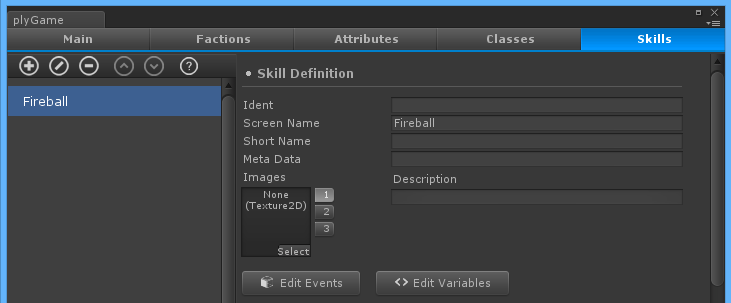 plyGame
Main Factions Attributes Classes Skills
?
Fireball
Skill Definition
Ident
Screen Name Fireball
Short Name
Meta Data
Images Description
None
(Texture2D)
1
2
3
Select
Edit Events <> Edit Variables